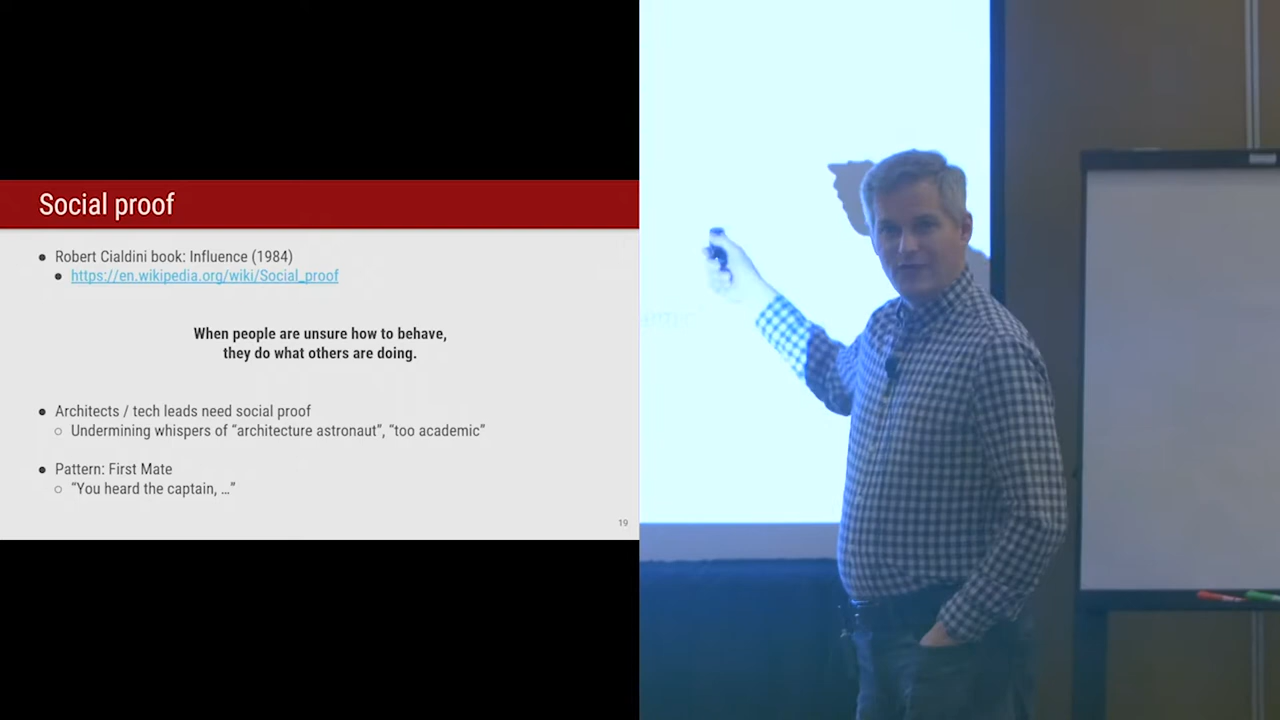 Social proof
● Robert Cialdini book: Influence (1984)
● https://en.wikipedia.org/wiki/Social_proof
When people are unsure how to behave,
they do what others are doing.
● Architects / tech leads need social proof
○ Undermining whispers of “architecture astronaut”, “too academic”
● Pattern: First Mate
○ “You heard the captain, …”
19